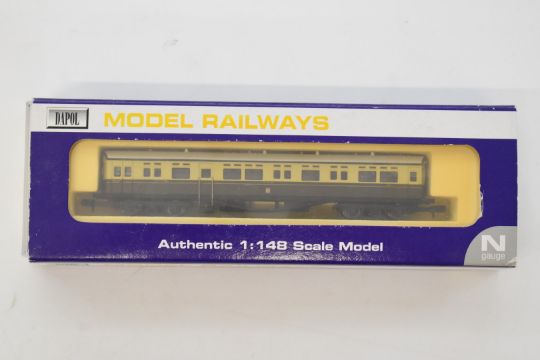 DAPOL
MODEL RAILWAYS
Authentic 1:148 Scale Model
N
gauge